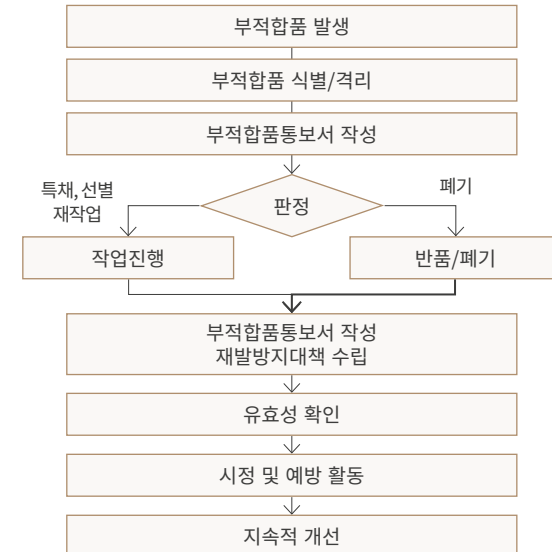 부적합품 발생
부적합품 식별/격리
부적합품통보서 작성
특채, 선별
재작업
판정
폐기
작업진행
반품/폐기
부적합품통보서 작성
재발방지대책 수립
유효성 확인
시정 및 예방 활동
지속적 개선